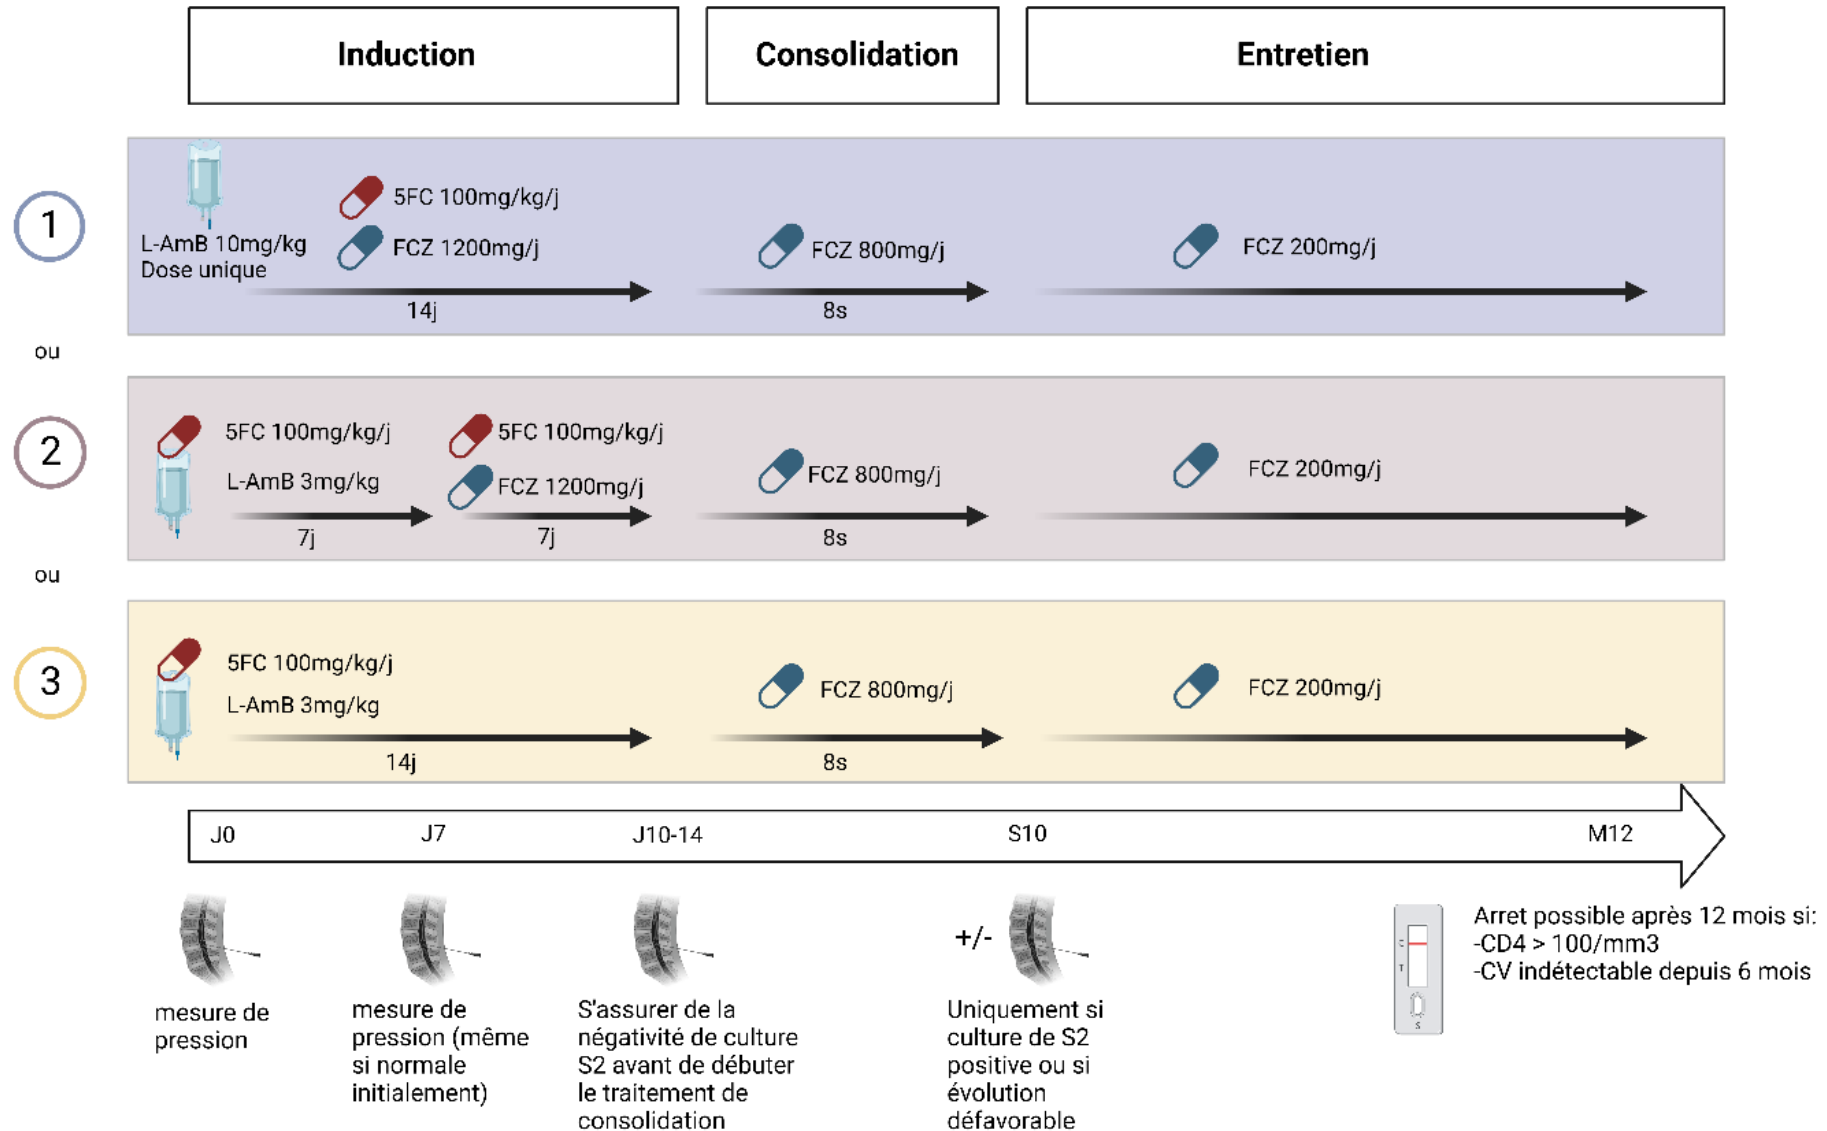 Induction
Consolidation
Entretien
1
L-AmB 10mg/kg
Dose unique
5FC 100mg/kg/j
FCZ 1200mg/j
14j
FCZ 800mg/j
8s
FCZ 200mg/j
ou
2
5FC 100mg/kg/j
L-AmB 3mg/kg
7j
5FC 100mg/kg/j
FCZ 1200mg/j
7j
FCZ 800mg/j
8s
FCZ 200mg/j
ou
3
5FC 100mg/kg/j
L-AmB 3mg/kg
14j
FCZ 800mg/j
8s
FCZ 200mg/j
J0
J7
J10-14
S10
M12
mesure de
pression
mesure de
pression (même
si normale
initialement)
S'assurer de la
négativité de culture
S2 avant de débuter
le traitement de
consolidation
+/-
Uniquement si
culture de S2
positive ou si
évolution
défavorable
C
T
S
Arret possible après 12 mois si:
-CD4 > 100/mm3
-CV indétectable depuis 6 mois